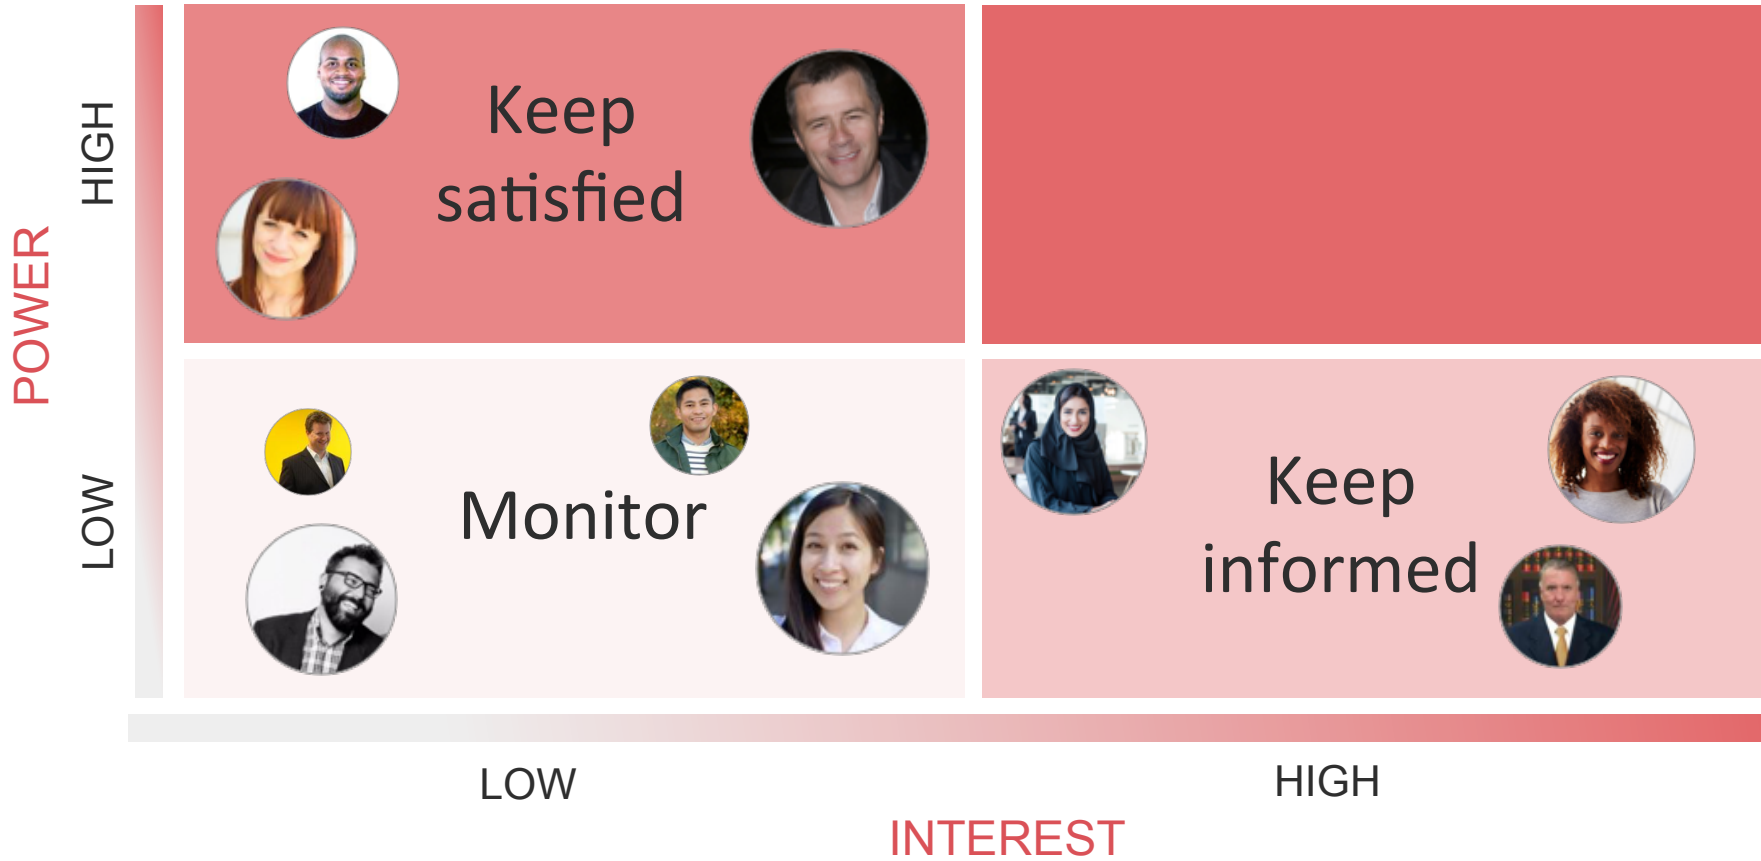 POWER
HIGH
LOW
Keep
satisfied
Monitor
Keep
informed
LOW
HIGH
INTEREST